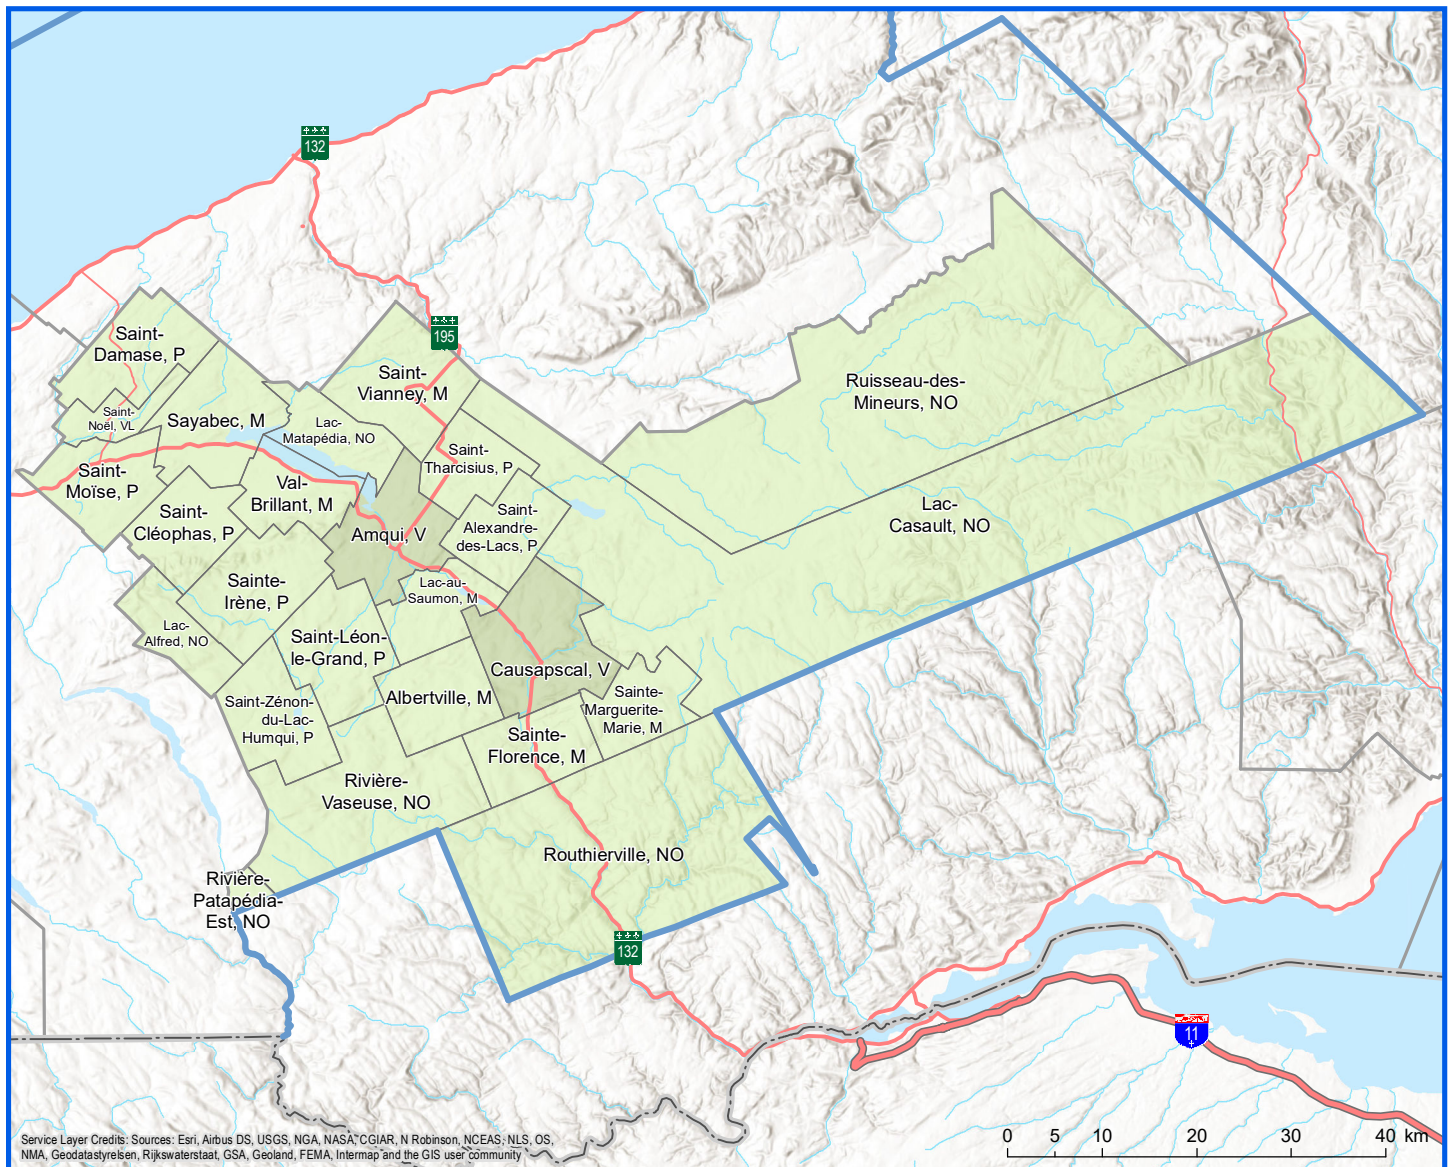 132
195
Saint-
Damase, P
Saint-
Vianney, M
Ruisseau-des-
Mineurs, NO
Saint-
Noël, VL
Sayabec, M
Lac-
Matapédia, NO
Saint-
Tharcisius, P
Saint-
Moïse, P
Val-
Brillant, M
Saint-
Cléophas, P
Saint-
Alexandre-
des-Lacs, P
Lac-
Casault, NO
Amqui, V
Sainte-
Irène, P
Lac-au-
Saumon, M
Lac-
Alfred, NO
Saint-Léon-
le-Grand, P
Causapscal, V
Albertville, M
Sainte-
Marguerite-
Marie, M
Saint-Zénon-
du-Lac-
Humqui, P
Sainte-
Florence, M
Rivière-
Vaseuse, NO
Routhierville, NO
Rivière-
Patapédia-
Est, NO
132
11
0 5 10 20 30 40 km
Service Layer Credits: Sources: Esri, Airbus DS, USGS, NGA, NASA, CGIAR, N Robinson, NCEAS, NLS, OS,
NMA, Geodatastyrelsen, Rijkswaterstaat, GSA, Geoland, FEMA, Intermap and the GIS user community